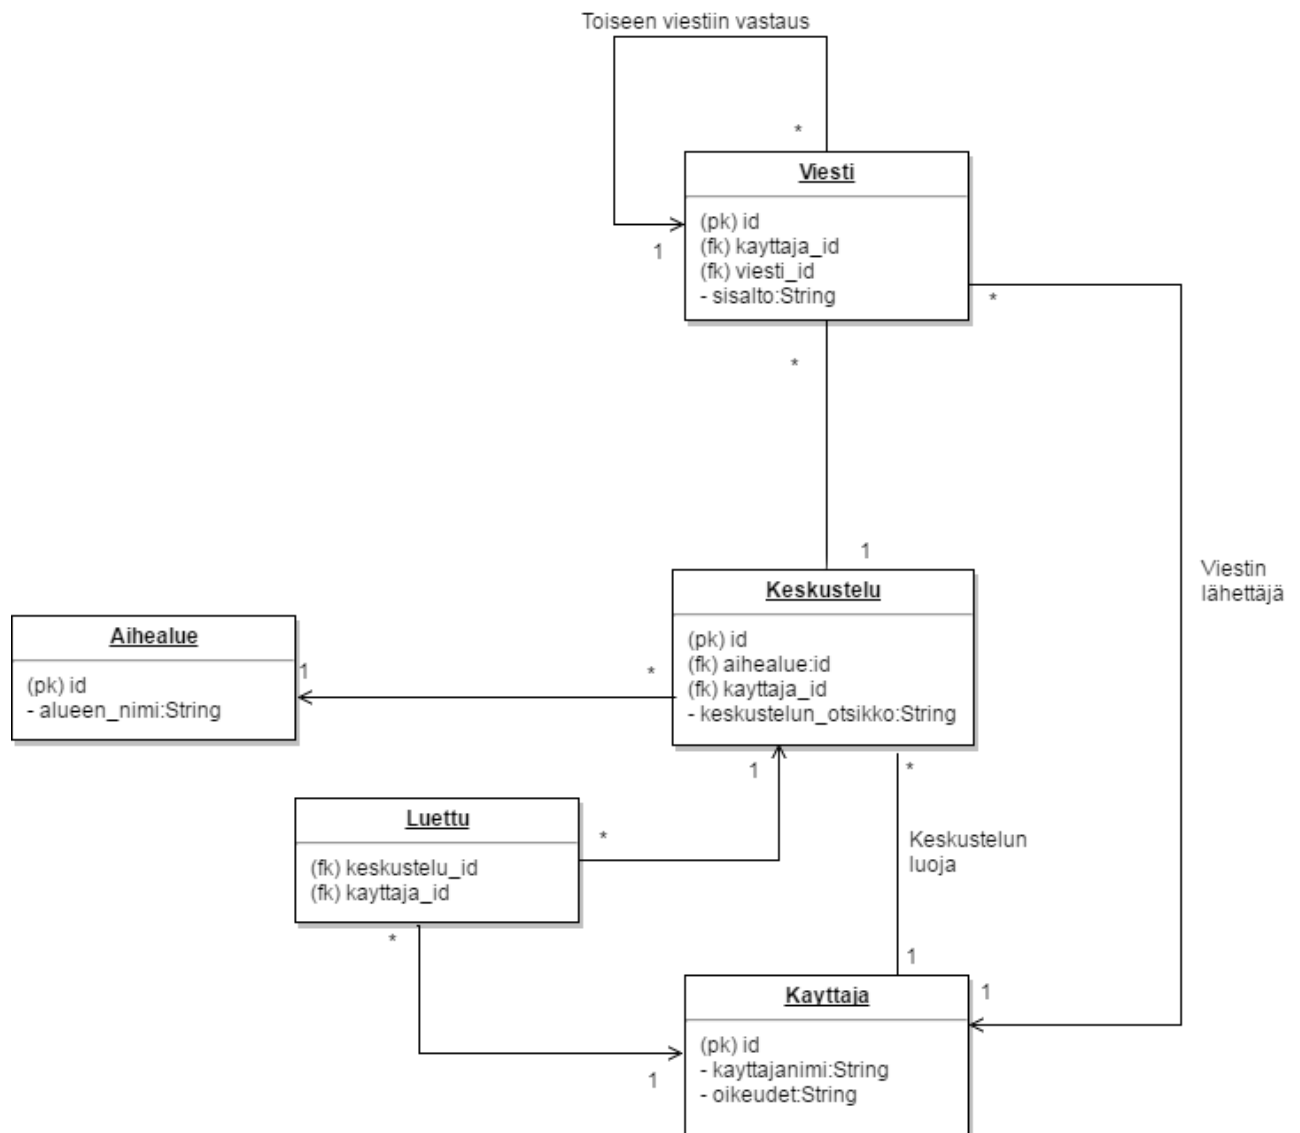 Toiseen viestiin vastaus
*
Viesti
(pk) id
(fk) kayttaja_id
(fk) viesti_id
- sisalto:String
1
*
*
1
Viestin
lähettäjä
Keskustelu
(pk) id
(fk) aihealue:id
(fk) kayttaja_id
- keskustelun_otsikko:String
Aihealue
(pk) id
- alueen_nimi:String
1
*
1
*
Luettu
(fk) keskustelu_id
(fk) kayttaja_id
*
Keskustelun
luoja
*
1
1
Kayttaja
(pk) id
- kayttajanimi:String
- oikeudet:String
1